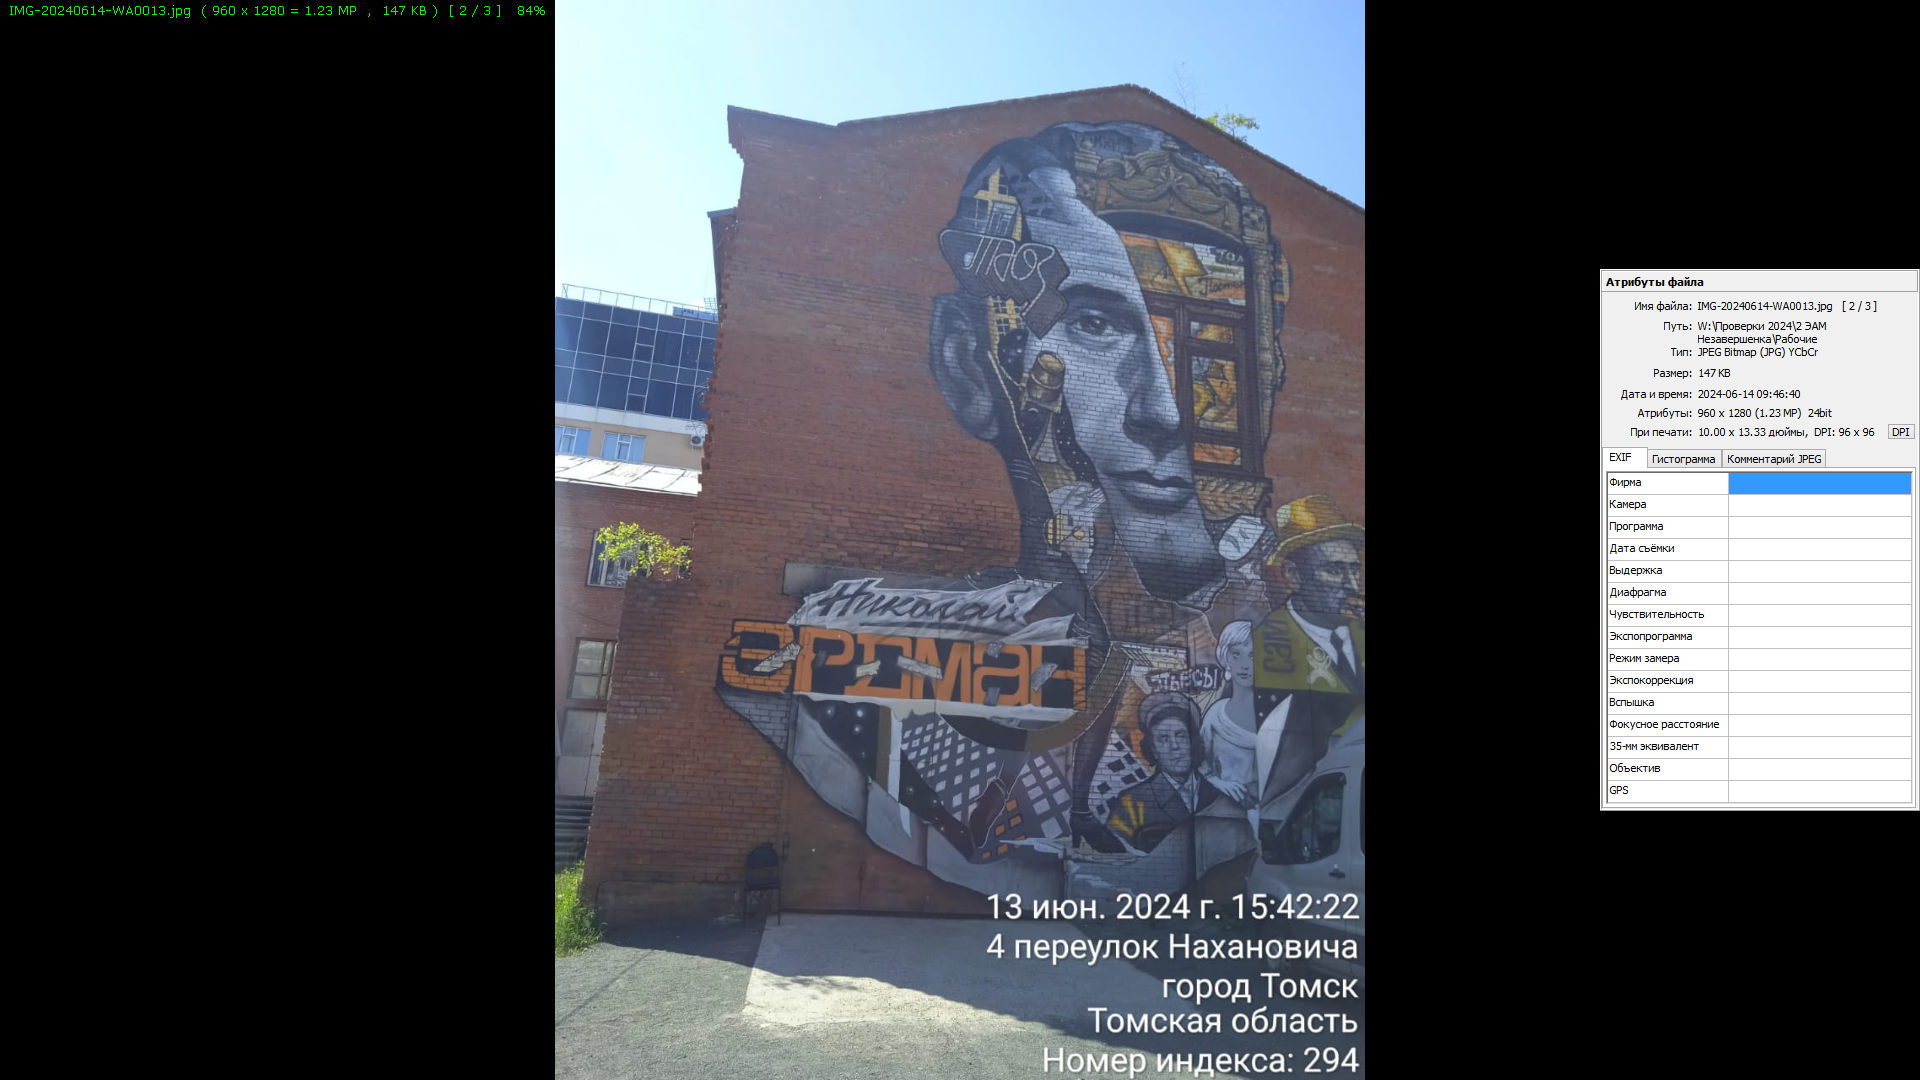 IMG-20240614-WA0013.jpg ( 960 x 1280 = 1.23 MP , 147 KB ) [ 2 / 3 ] 84%
Николай
ЭРДМАН
ПЬЕСЫ
САМ
13 июн. 2024 г. 15:42:22
4 переулок Нахановича
город Томск
Томская область
Номер индекса: 294
Атрибуты файла
Имя файла: IMG-20240614-WA0013.jpg [ 2 / 3 ]
Путь: W:\Проверки 2024\2 ЭАМ
Незавершенка\Рабочие
Тип: JPEG Bitmap (JPG) YCbCr
Размер: 147 KB
Дата и время: 2024-06-14 09:46:40
Атрибуты: 960 x 1280 (1.23 MP) 24bit
При печати: 10.00 x 13.33 дюймы, DPI: 96 x 96 DPI
EXIF Гистограмма Комментарий JPEG
Фирма
Камера
Программа
Дата съёмки
Выдержка
Диафрагма
Чувствительность
Экспопрограмма
Режим замера
Экспокоррекция
Вспышка
Фокусное расстояние
35-мм эквивалент
Объектив
GPS